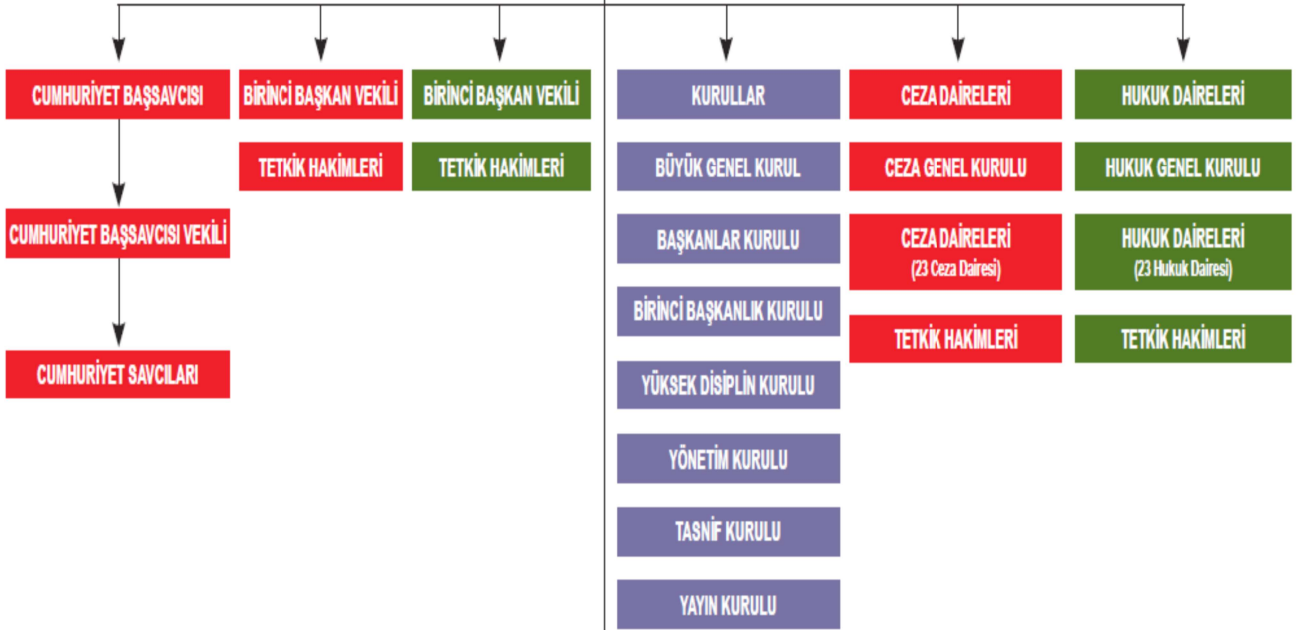 CUMHURİYET BAŞSAVCISI
CUMHURİYET BAŞSAVCISI VEKİLİ
CUMHURİYET SAVCILARI
BİRİNCİ BAŞKAN VEKİLİ
TETKİK HAKİMLERİ
BİRİNCİ BAŞKAN VEKİLİ
TETKİK HAKİMLERİ
KURULLAR
BÜYÜK GENEL KURUL
BAŞKANLAR KURULU
BİRİNCİ BAŞKANLIK KURULU
YÜKSEK DİSİPLİN KURULU
YÖNETİM KURULU
TASNİF KURULU
YAYIN KURULU
CEZA DAİRELERİ
CEZA GENEL KURULU
CEZA DAİRELERİ
(23 Ceza Dairesi)
TETKİK HAKİMLERİ
HUKUK DAİRELERİ
HUKUK GENEL KURULU
HUKUK DAİRELERİ
(23 Hukuk Dairesi)
TETKİK HAKİMLERİ